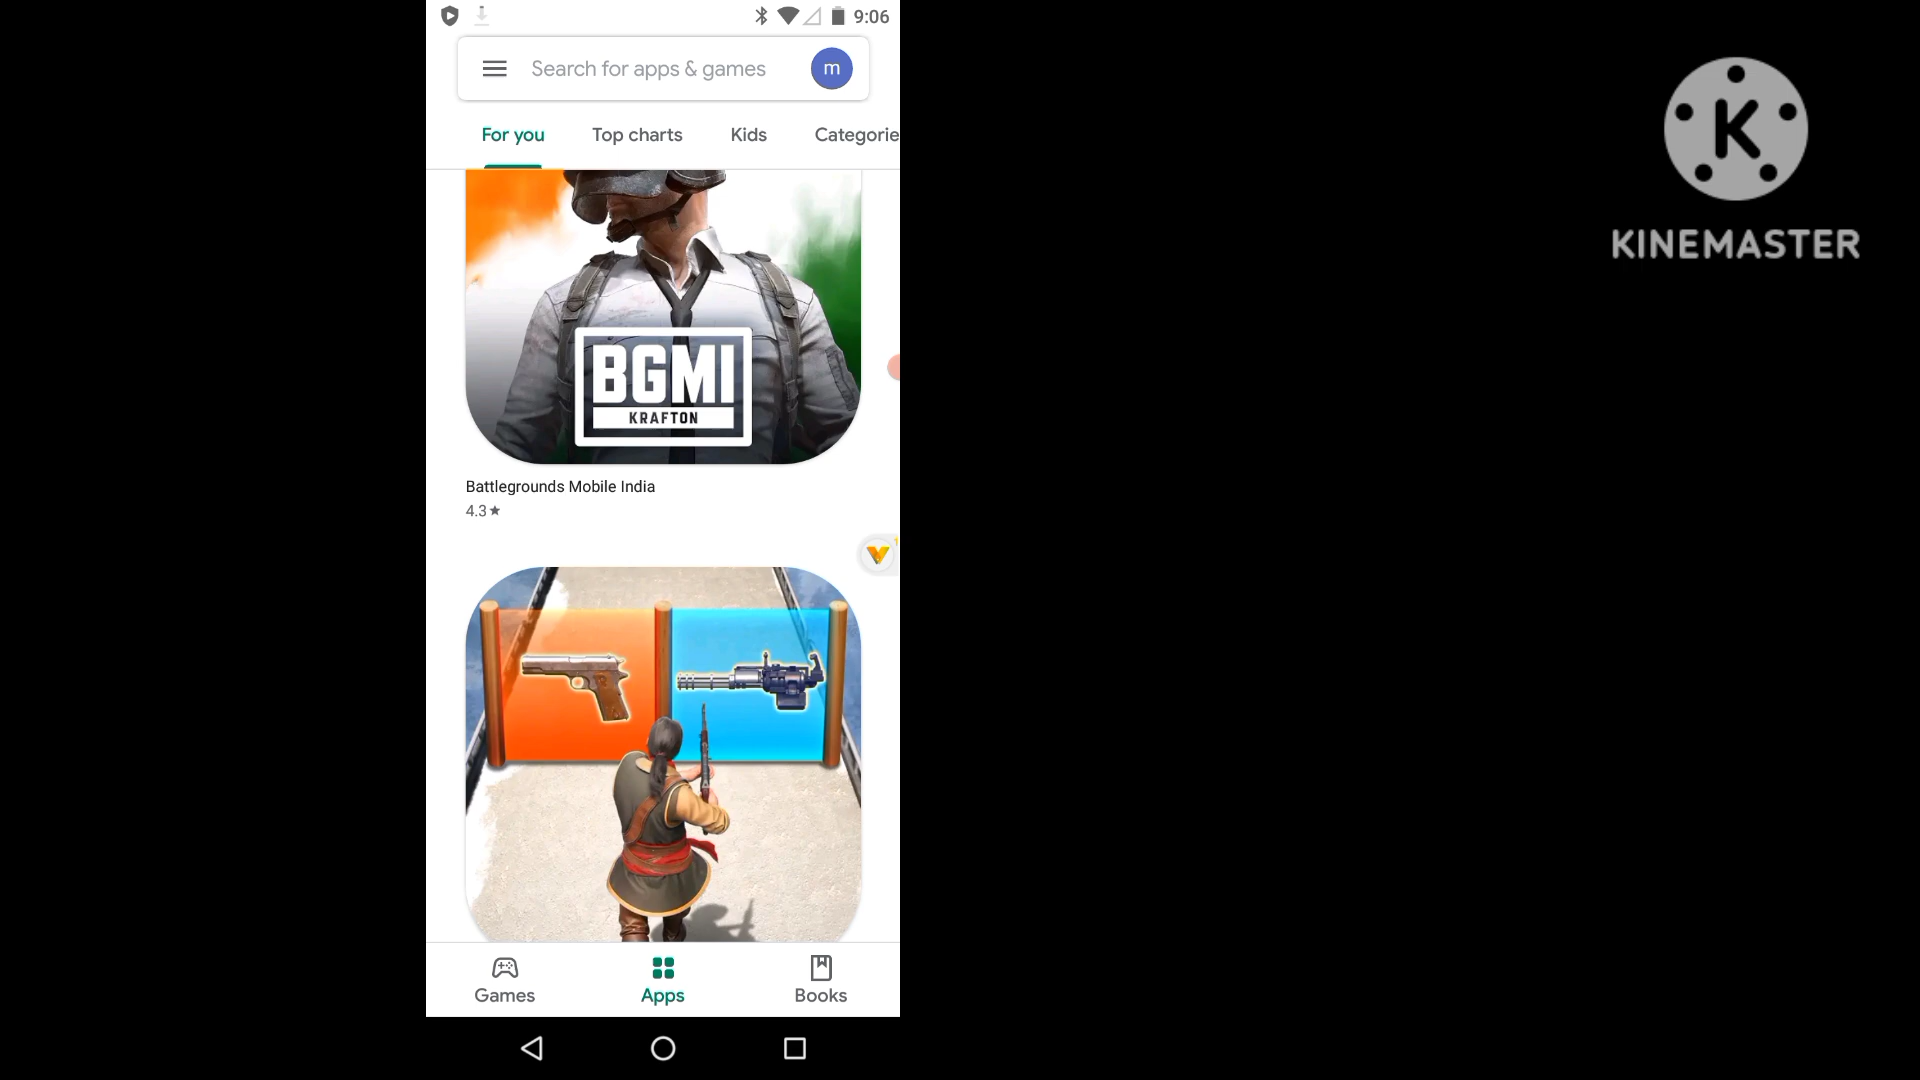 9:06
Search for apps & games
m
For you Top charts Kids Categorie
BGMI
KRAFTON
Battlegrounds Mobile India
4.3★
Games Apps Books
K
KINEMASTER